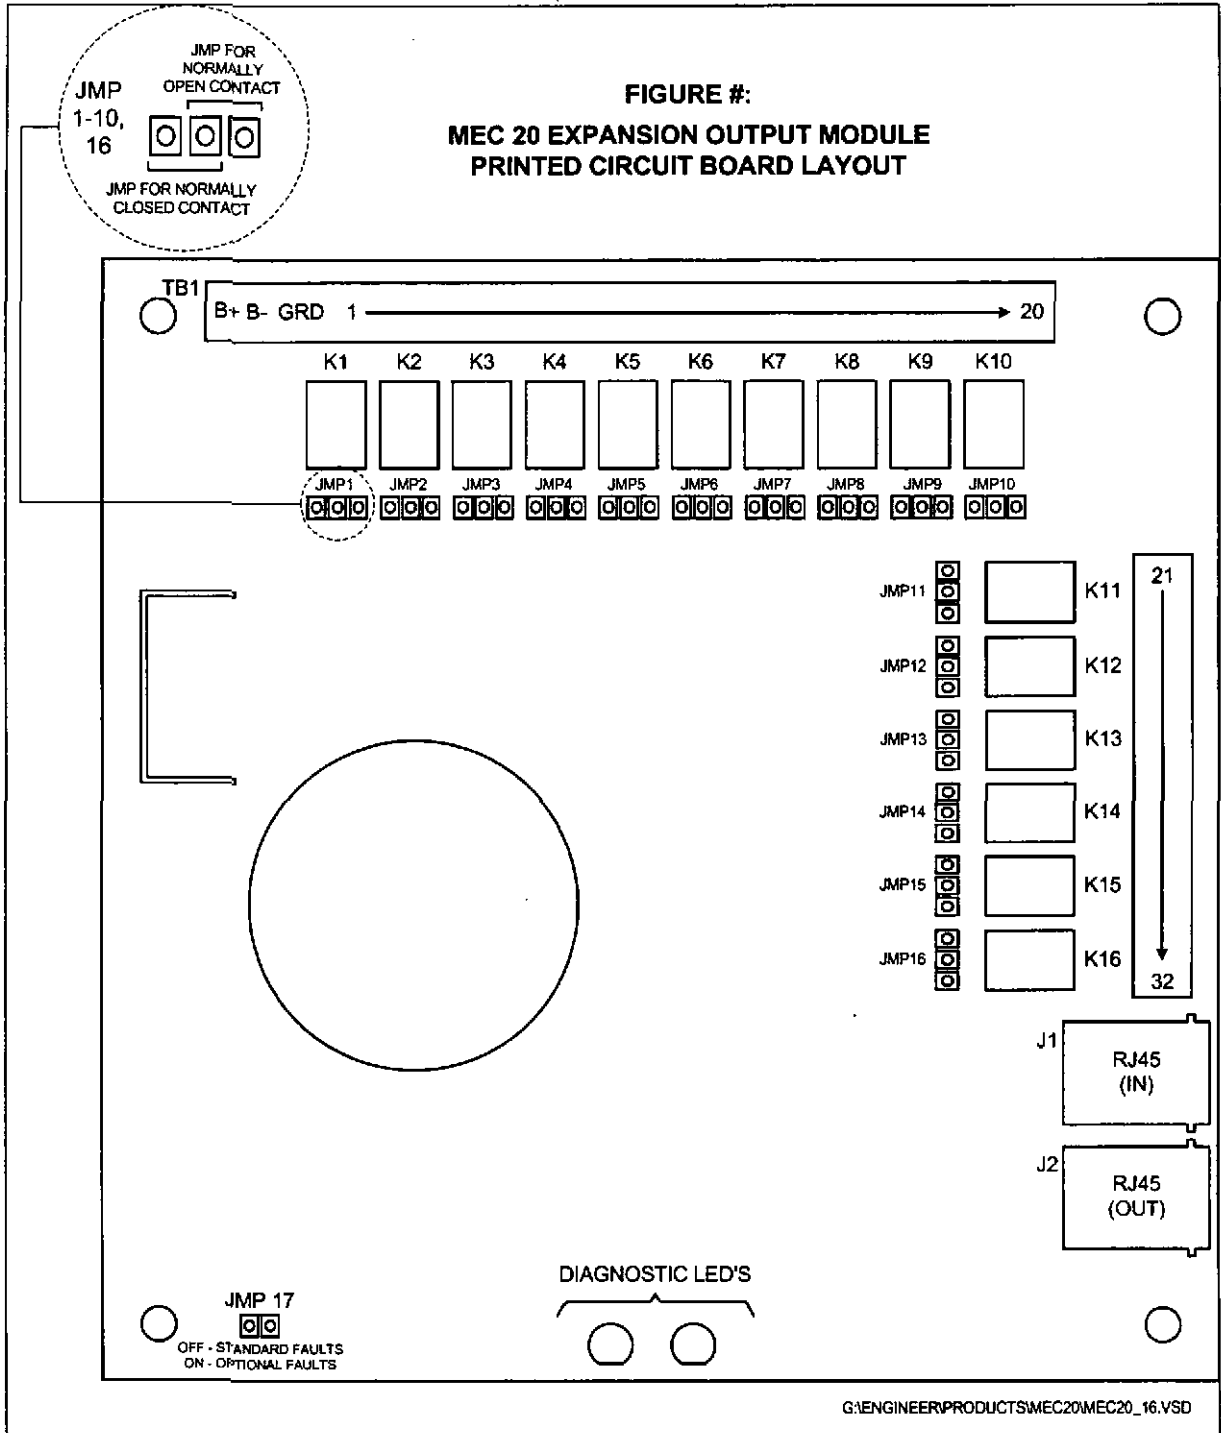 JMP FOR
NORMALLY
OPEN CONTACT
JMP
1-10,
16
JMP FOR NORMALLY
CLOSED CONTACT
FIGURE #:
MEC 20 EXPANSION OUTPUT MODULE
PRINTED CIRCUIT BOARD LAYOUT
TB1
B+ B- GRD 1 20
K1 K2 K3 K4 K5 K6 K7 K8 K9 K10
JMP1 JMP2 JMP3 JMP4 JMP5 JMP6 JMP7 JMP8 JMP9 JMP10
JMP11 K11 21
JMP12 K12
JMP13 K13
JMP14 K14
JMP15 K15
JMP16 K16
32
J1
RJ45
(IN)
J2
RJ45
(OUT)
DIAGNOSTIC LED'S
JMP 17
OFF - STANDARD FAULTS
ON - OPTIONAL FAULTS
G:\ENGINEER\PRODUCTS\MEC20\MEC20_16.VSD